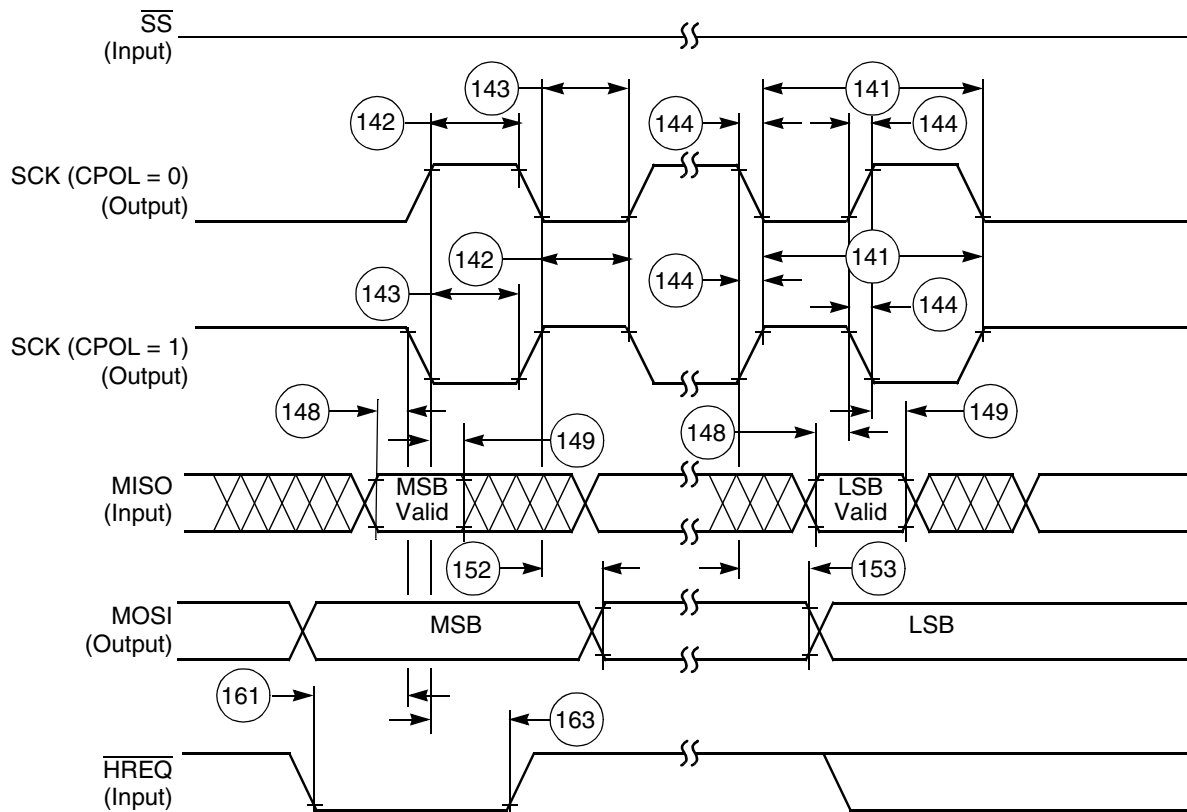 SS
(Input)
143
141
142
144
144
SCK (CPOL = 0)
(Output)
142
141
143
144
144
SCK (CPOL = 1)
(Output)
148
149
148
149
MISO
(Input)
MSB
Valid
LSB
Valid
152
153
MOSI
(Output)
MSB
LSB
161
163
HREQ
(Input)